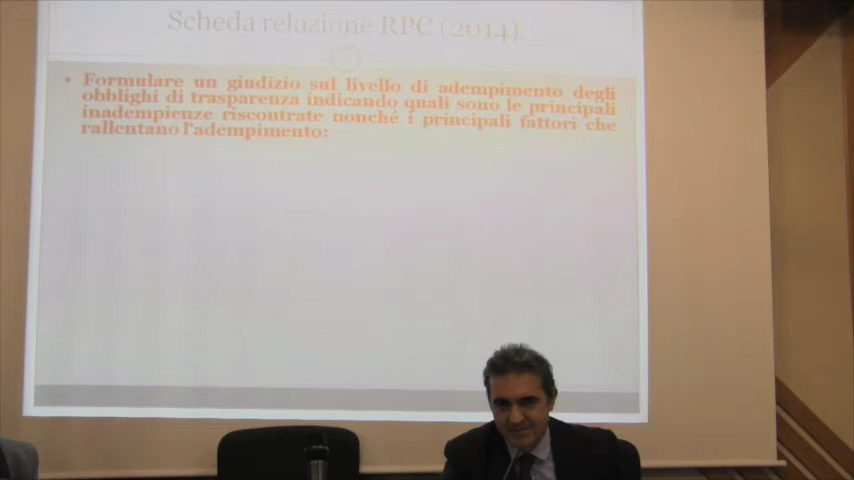 Scheda relazione RPC (2014)
• Formulare un giudizio sul livello di adempimento degli
obblighi di trasparenza indicando quali sono le principali
inadempienze riscontrate nonché i principali fattori che
rallentano l'adempimento: